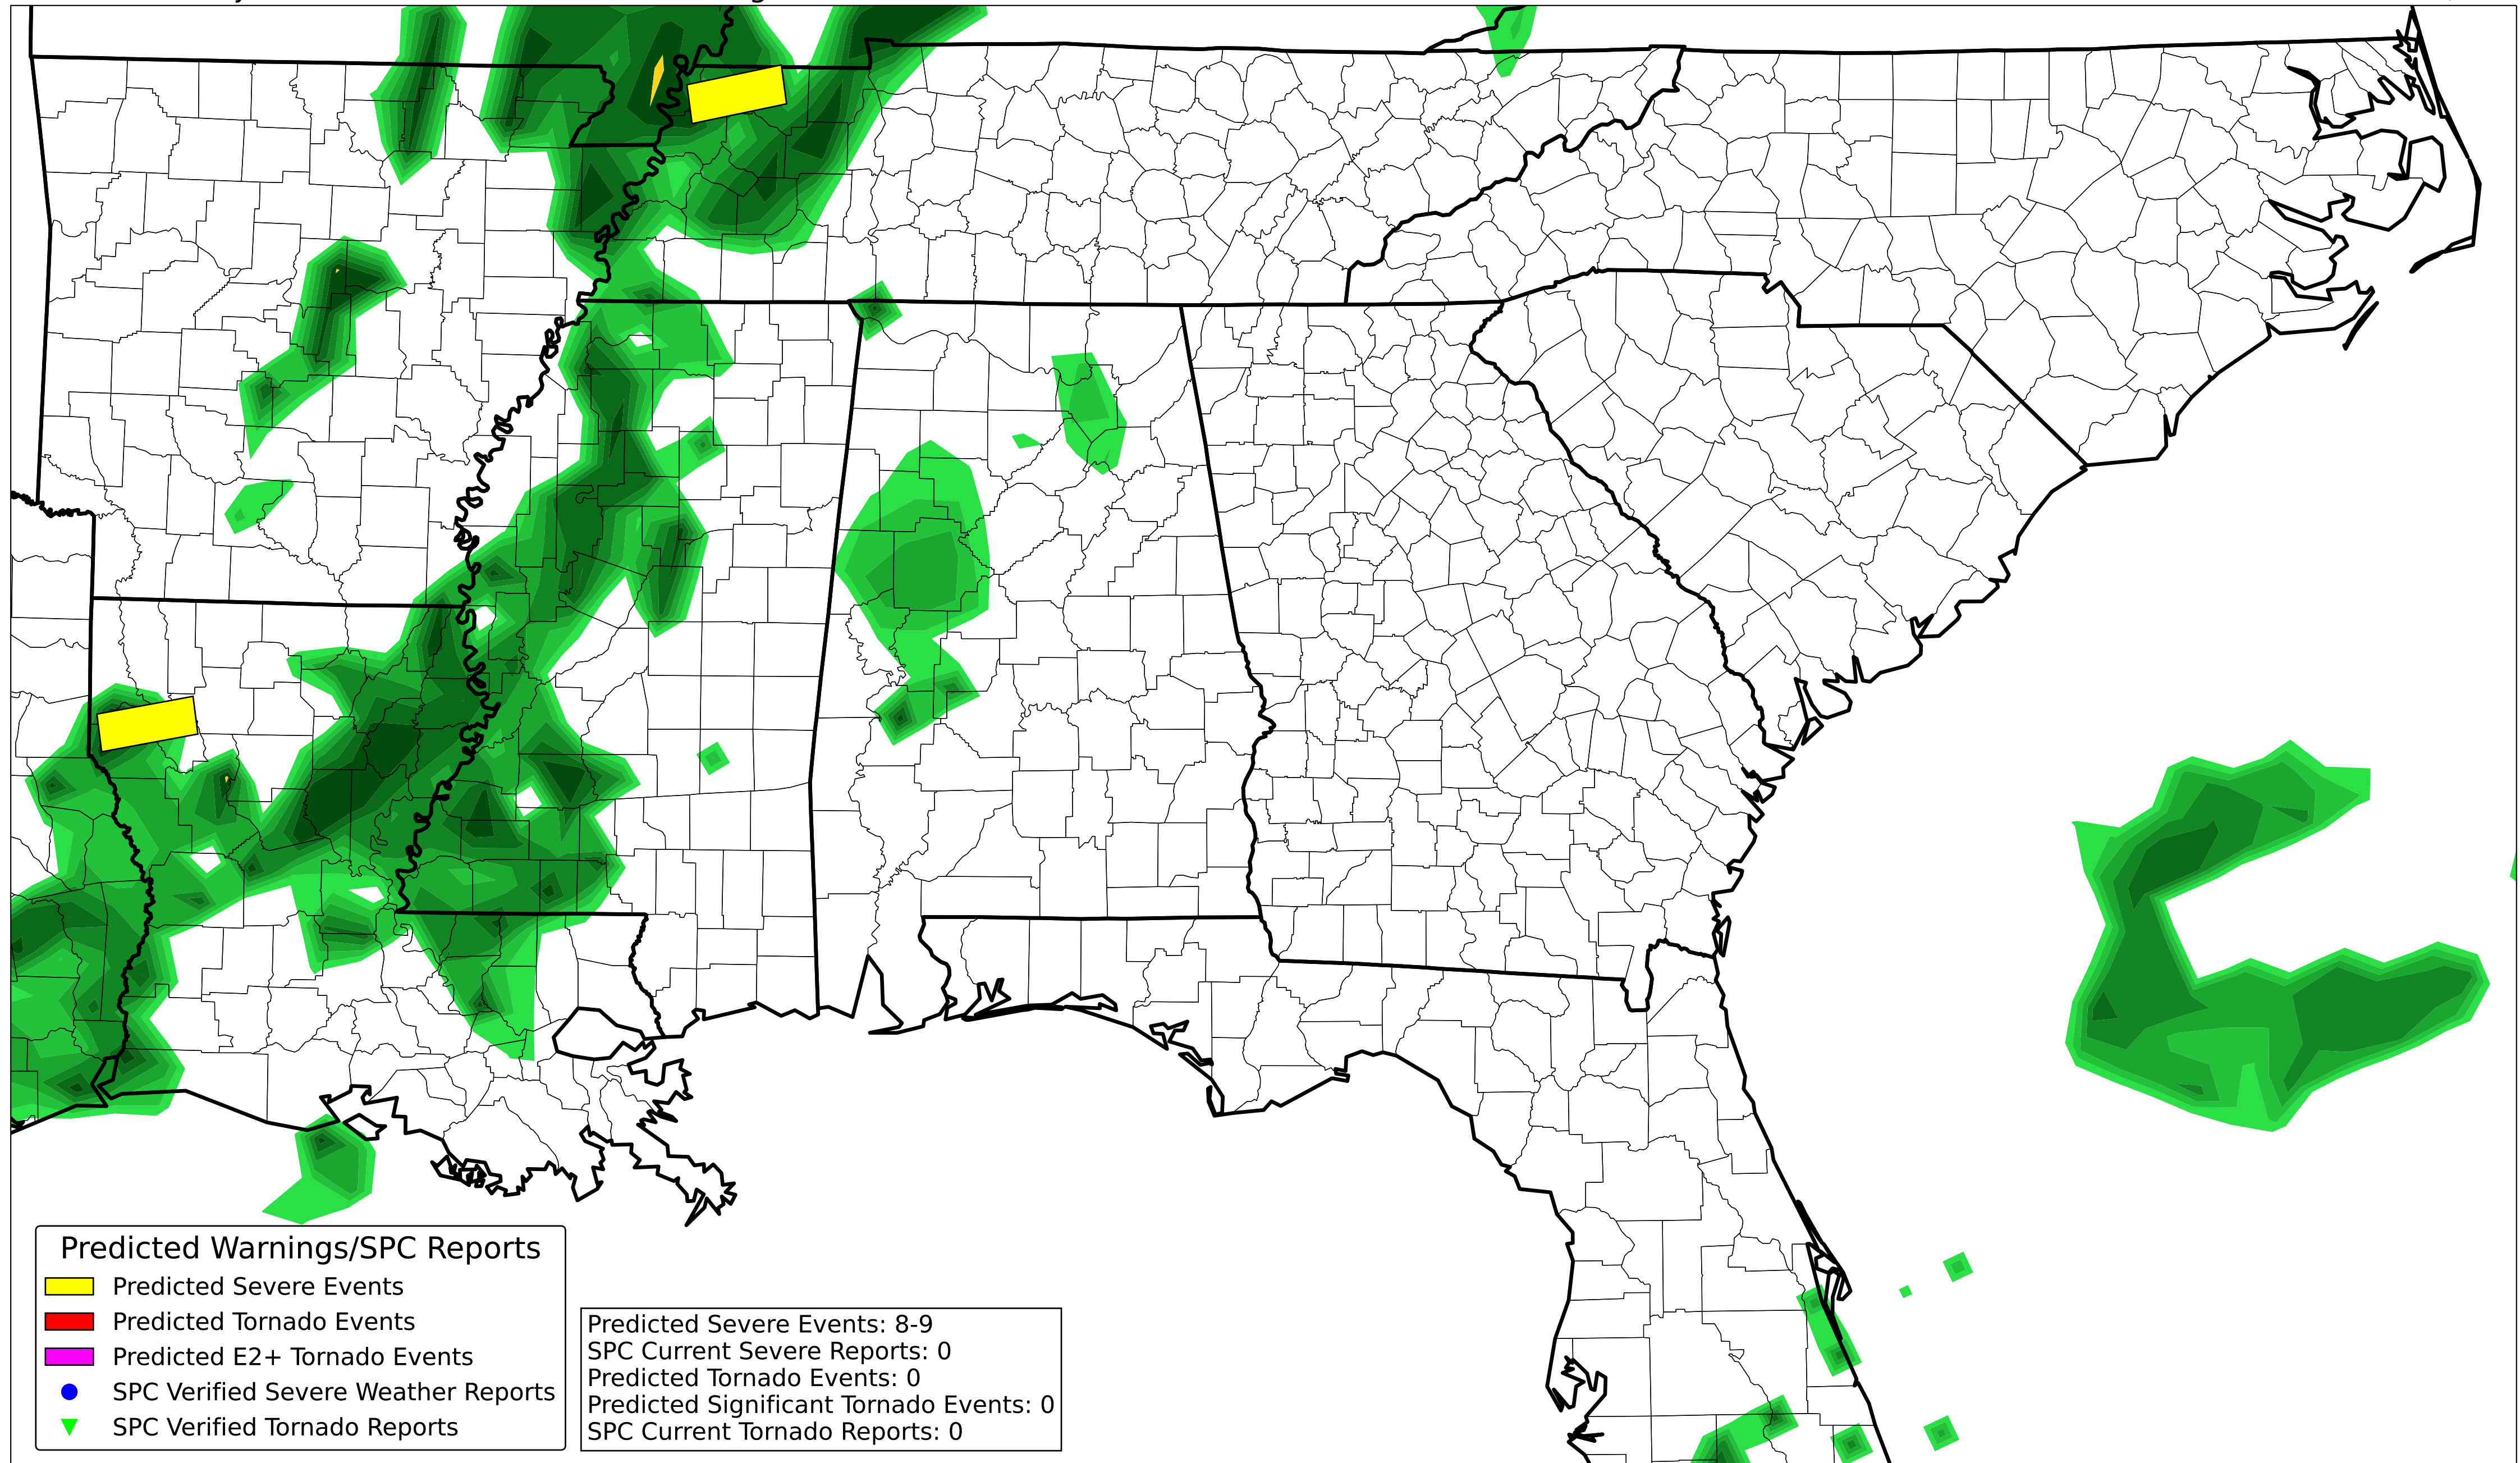 Predicted Warnings/SPC Reports
Predicted Severe Events
Predicted Tornado Events
Predicted E2+ Tornado Events
SPC Verified Severe Weather Reports
SPC Verified Tornado Reports
Predicted Severe Events: 8-9
SPC Current Severe Reports: 0
Predicted Tornado Events: 0
Predicted Significant Tornado Events: 0
SPC Current Tornado Reports: 0